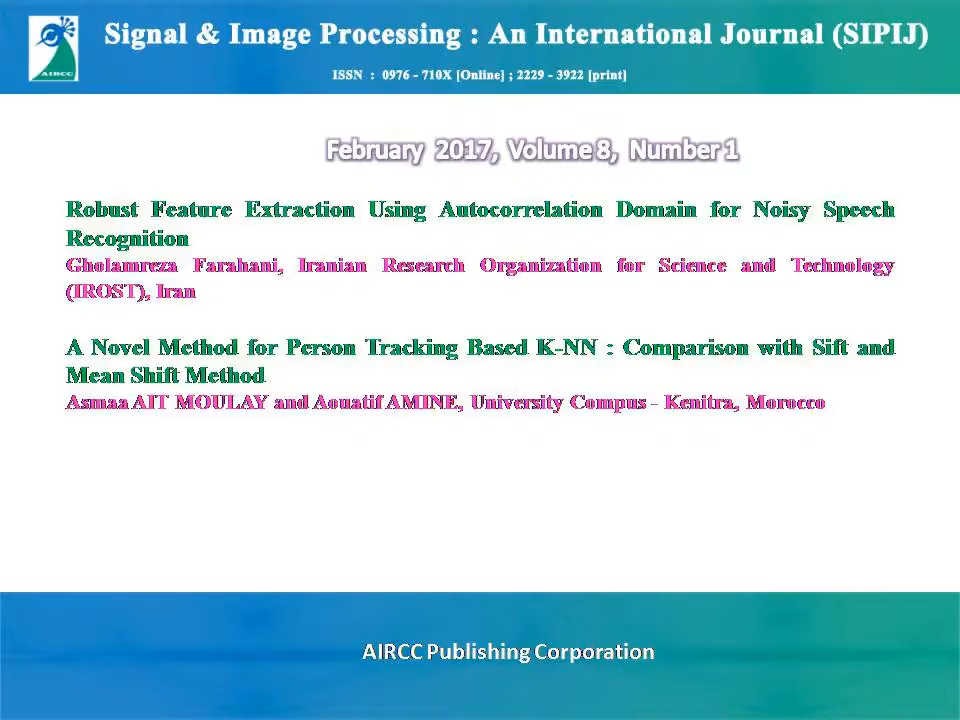 AIRCC
Signal & Image Processing : An International Journal (SIPIJ)
ISSN : 0976 - 710X [Online] ; 2229 - 3922 [print]
February 2017, Volume 8, Number 1
Robust Feature Extraction Using Autocorrelation Domain for Noisy Speech
Recognition
Gholamreza Farahani, Iranian Research Organization for Science and Technology
(IROST), Iran
A Novel Method for Person Tracking Based K-NN : Comparison with Sift and
Mean Shift Method
Asmaa AIT MOULAY and Aouatif AMINE, University Compus - Kenitra, Morocco
AIRCC Publishing Corporation